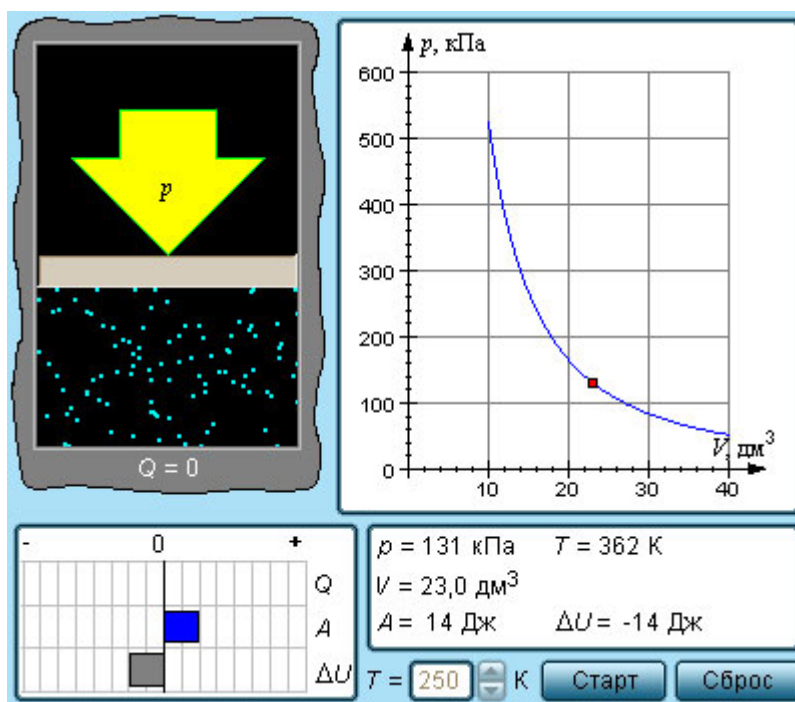 p
Q = 0
p, кПа
600
500
400
300
200
100
0
10 20 30 40
V, дм³
- 0 +
Q
A
ΔU
p = 131 кПа T = 362 К
V = 23,0 дм³
A = 14 Дж ΔU = -14 Дж
T = 250 К Старт Сброс